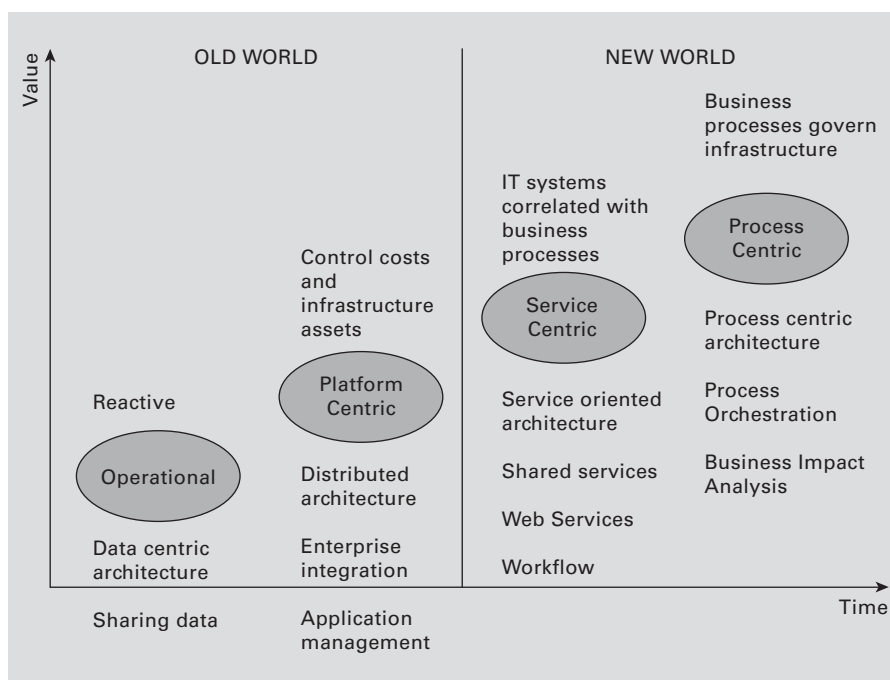 OLD WORLD
NEW WORLD
Value
Reactive
Operational
Data centric
architecture
Sharing data
Control costs
and
infrastructure
assets
Platform
Centric
Distributed
architecture
Enterprise
integration
Application
management
IT systems
correlated with
business
processes
Service
Centric
Service oriented
architecture
Shared services
Web Services
Workflow
Business
processes govern
infrastructure
Process
Centric
Process centric
architecture
Process
Orchestration
Business Impact
Analysis
Time